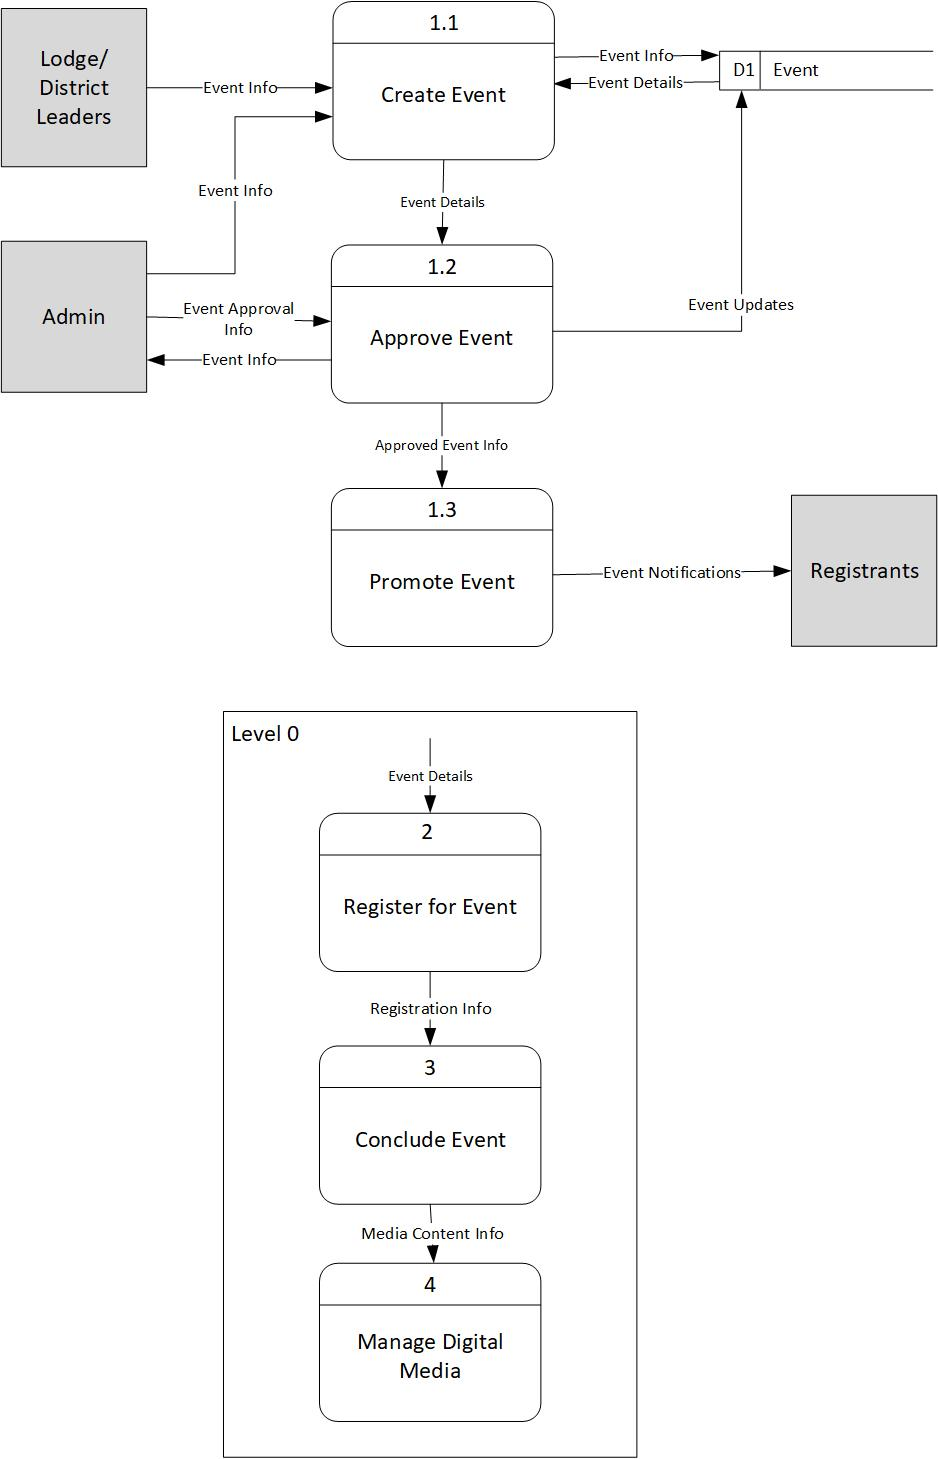 1.1
Create Event
Lodge/
District
Leaders
Event Info
Event Info
Event Details
D1
Event
Event Info
Event Details
Admin
Event Approval
Info
Event Info
1.2
Approve Event
Event Updates
Approved Event Info
1.3
Promote Event
Event Notifications
Registrants
Level 0
Event Details
2
Register for Event
Registration Info
3
Conclude Event
Media Content Info
4
Manage Digital
Media